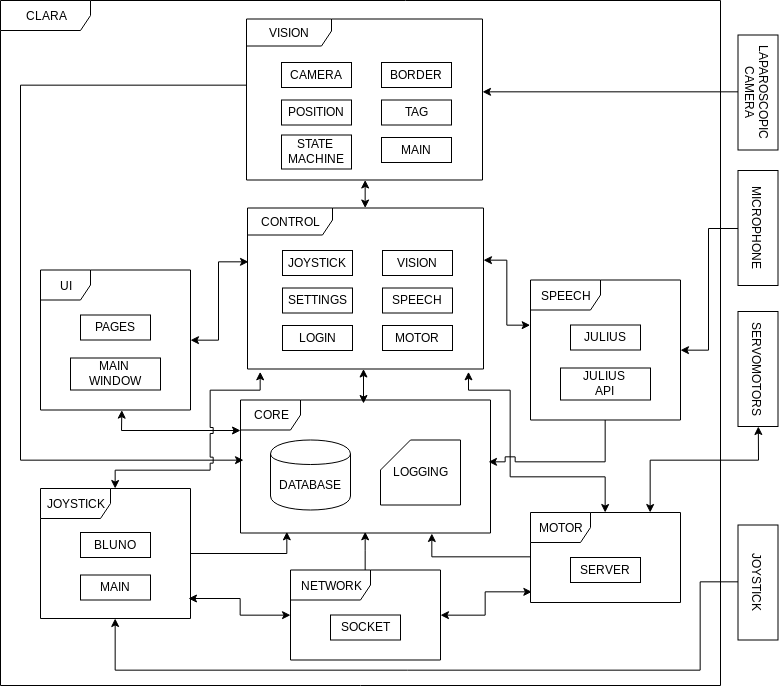 CLARA
VISION
CAMERA
BORDER
POSITION
TAG
STATE
MACHINE
MAIN
LAPAROSCOPIC
CAMERA
CONTROL
JOYSTICK
VISION
SETTINGS
SPEECH
LOGIN
MOTOR
MICROPHONE
UI
PAGES
MAIN
WINDOW
SPEECH
JULIUS
JULIUS
API
SERVOMOTORS
CORE
DATABASE
LOGGING
JOYSTICK
BLUNO
MAIN
NETWORK
SOCKET
MOTOR
SERVER
JOYSTICK